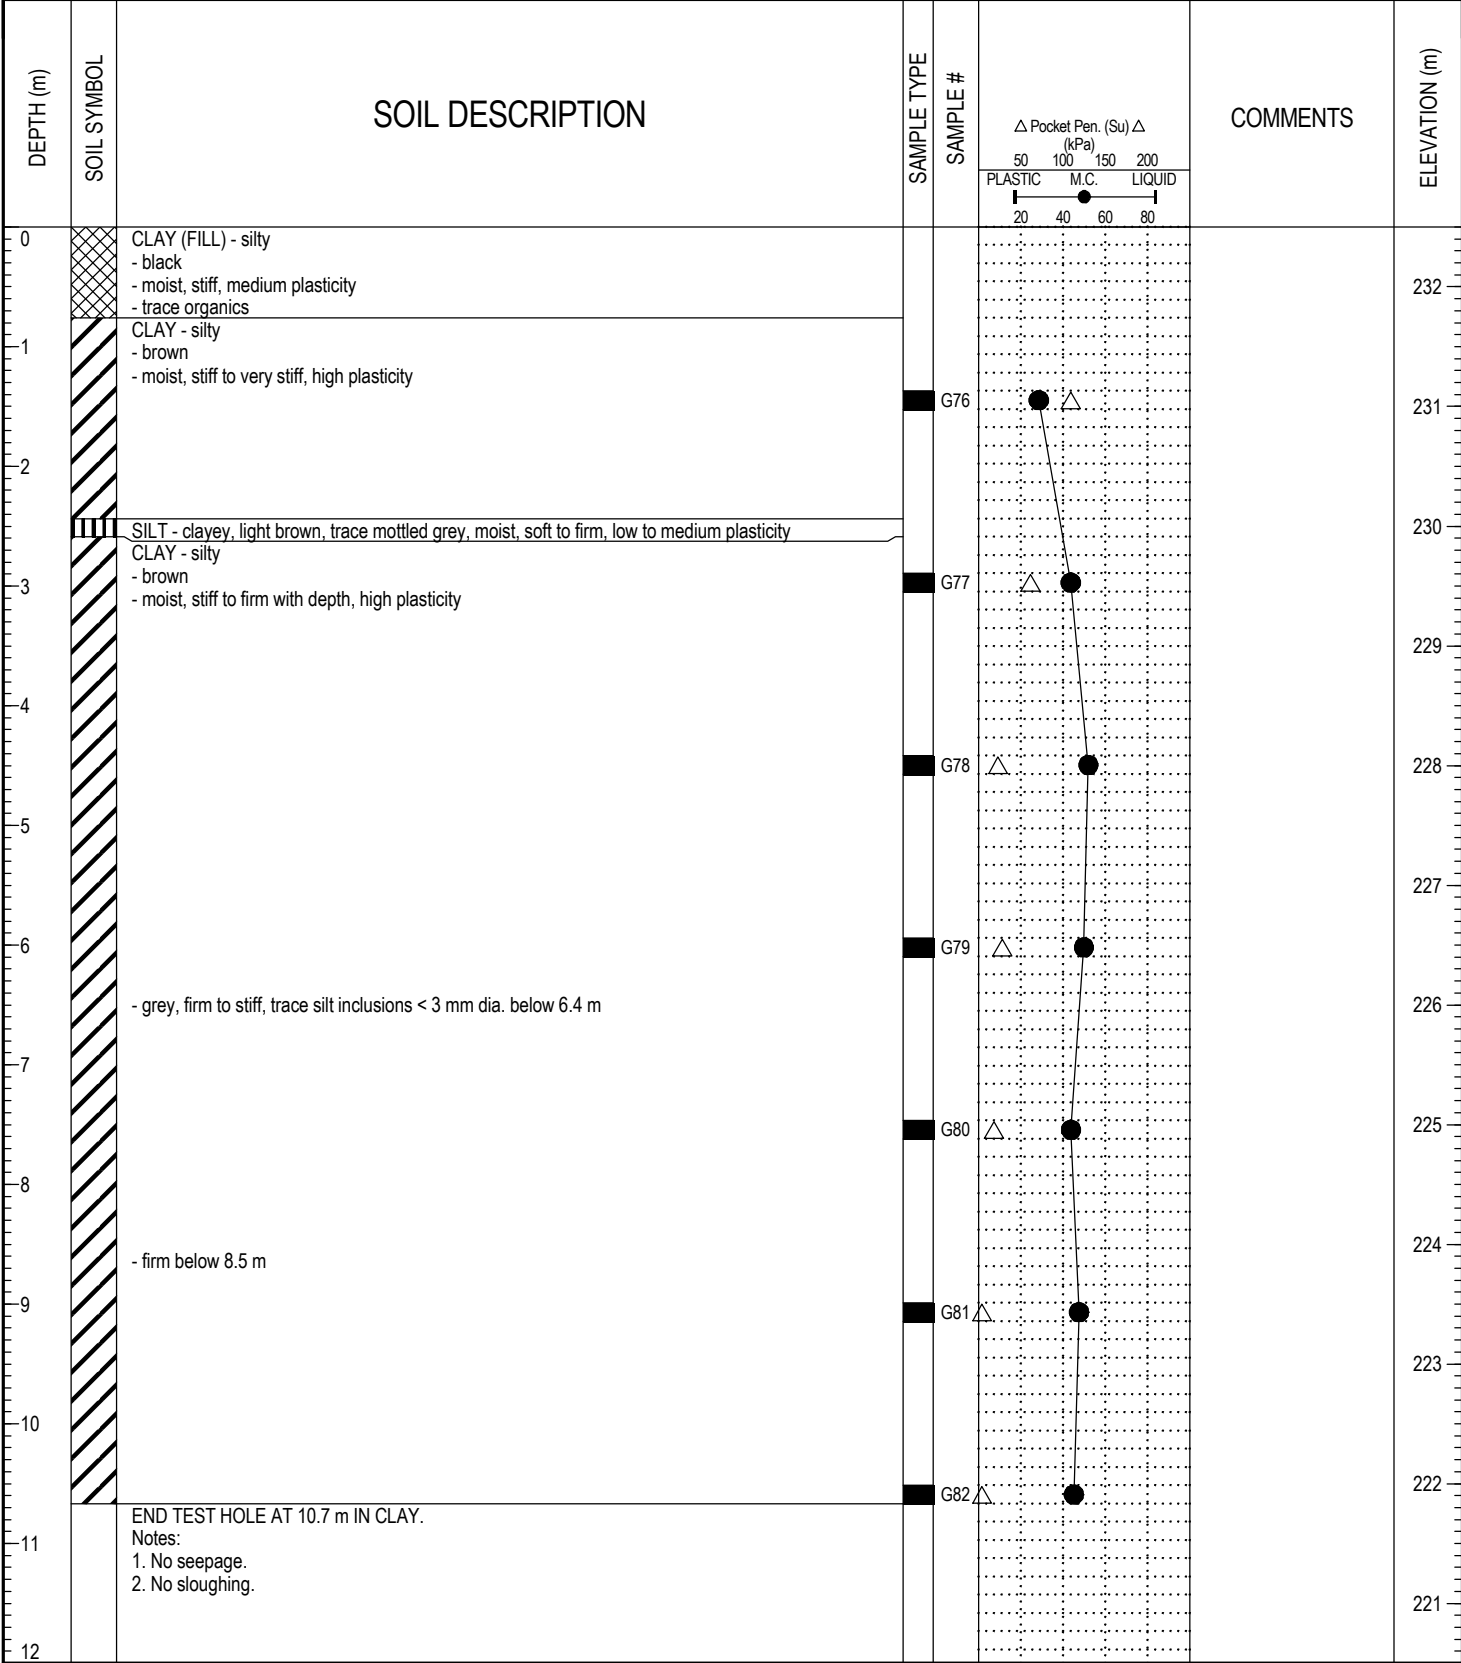 DEPTH (m)
SOIL SYMBOL
SOIL DESCRIPTION
SAMPLE TYPE
SAMPLE #
△ Pocket Pen. (Su) △
(kPa)
50 100 150 200
PLASTIC M.C. LIQUID
20 40 60 80
COMMENTS
ELEVATION (m)
0
CLAY (FILL) - silty
- black
- moist, stiff, medium plasticity
232
- trace organics
CLAY - silty
1
- brown
- moist, stiff to very stiff, high plasticity
G76
231
2
230
SILT - clayey, light brown, trace mottled grey, moist, soft to firm, low to medium plasticity
CLAY - silty
- brown
3
G77
- moist, stiff to firm with depth, high plasticity
229
4
G78
228
5
227
6
G79
- grey, firm to stiff, trace silt inclusions < 3 mm dia. below 6.4 m
226
7
G80
225
8
224
- firm below 8.5 m
9
G81
223
10
222
G82
END TEST HOLE AT 10.7 m IN CLAY.
Notes:
11
1. No seepage.
2. No sloughing.
221
12